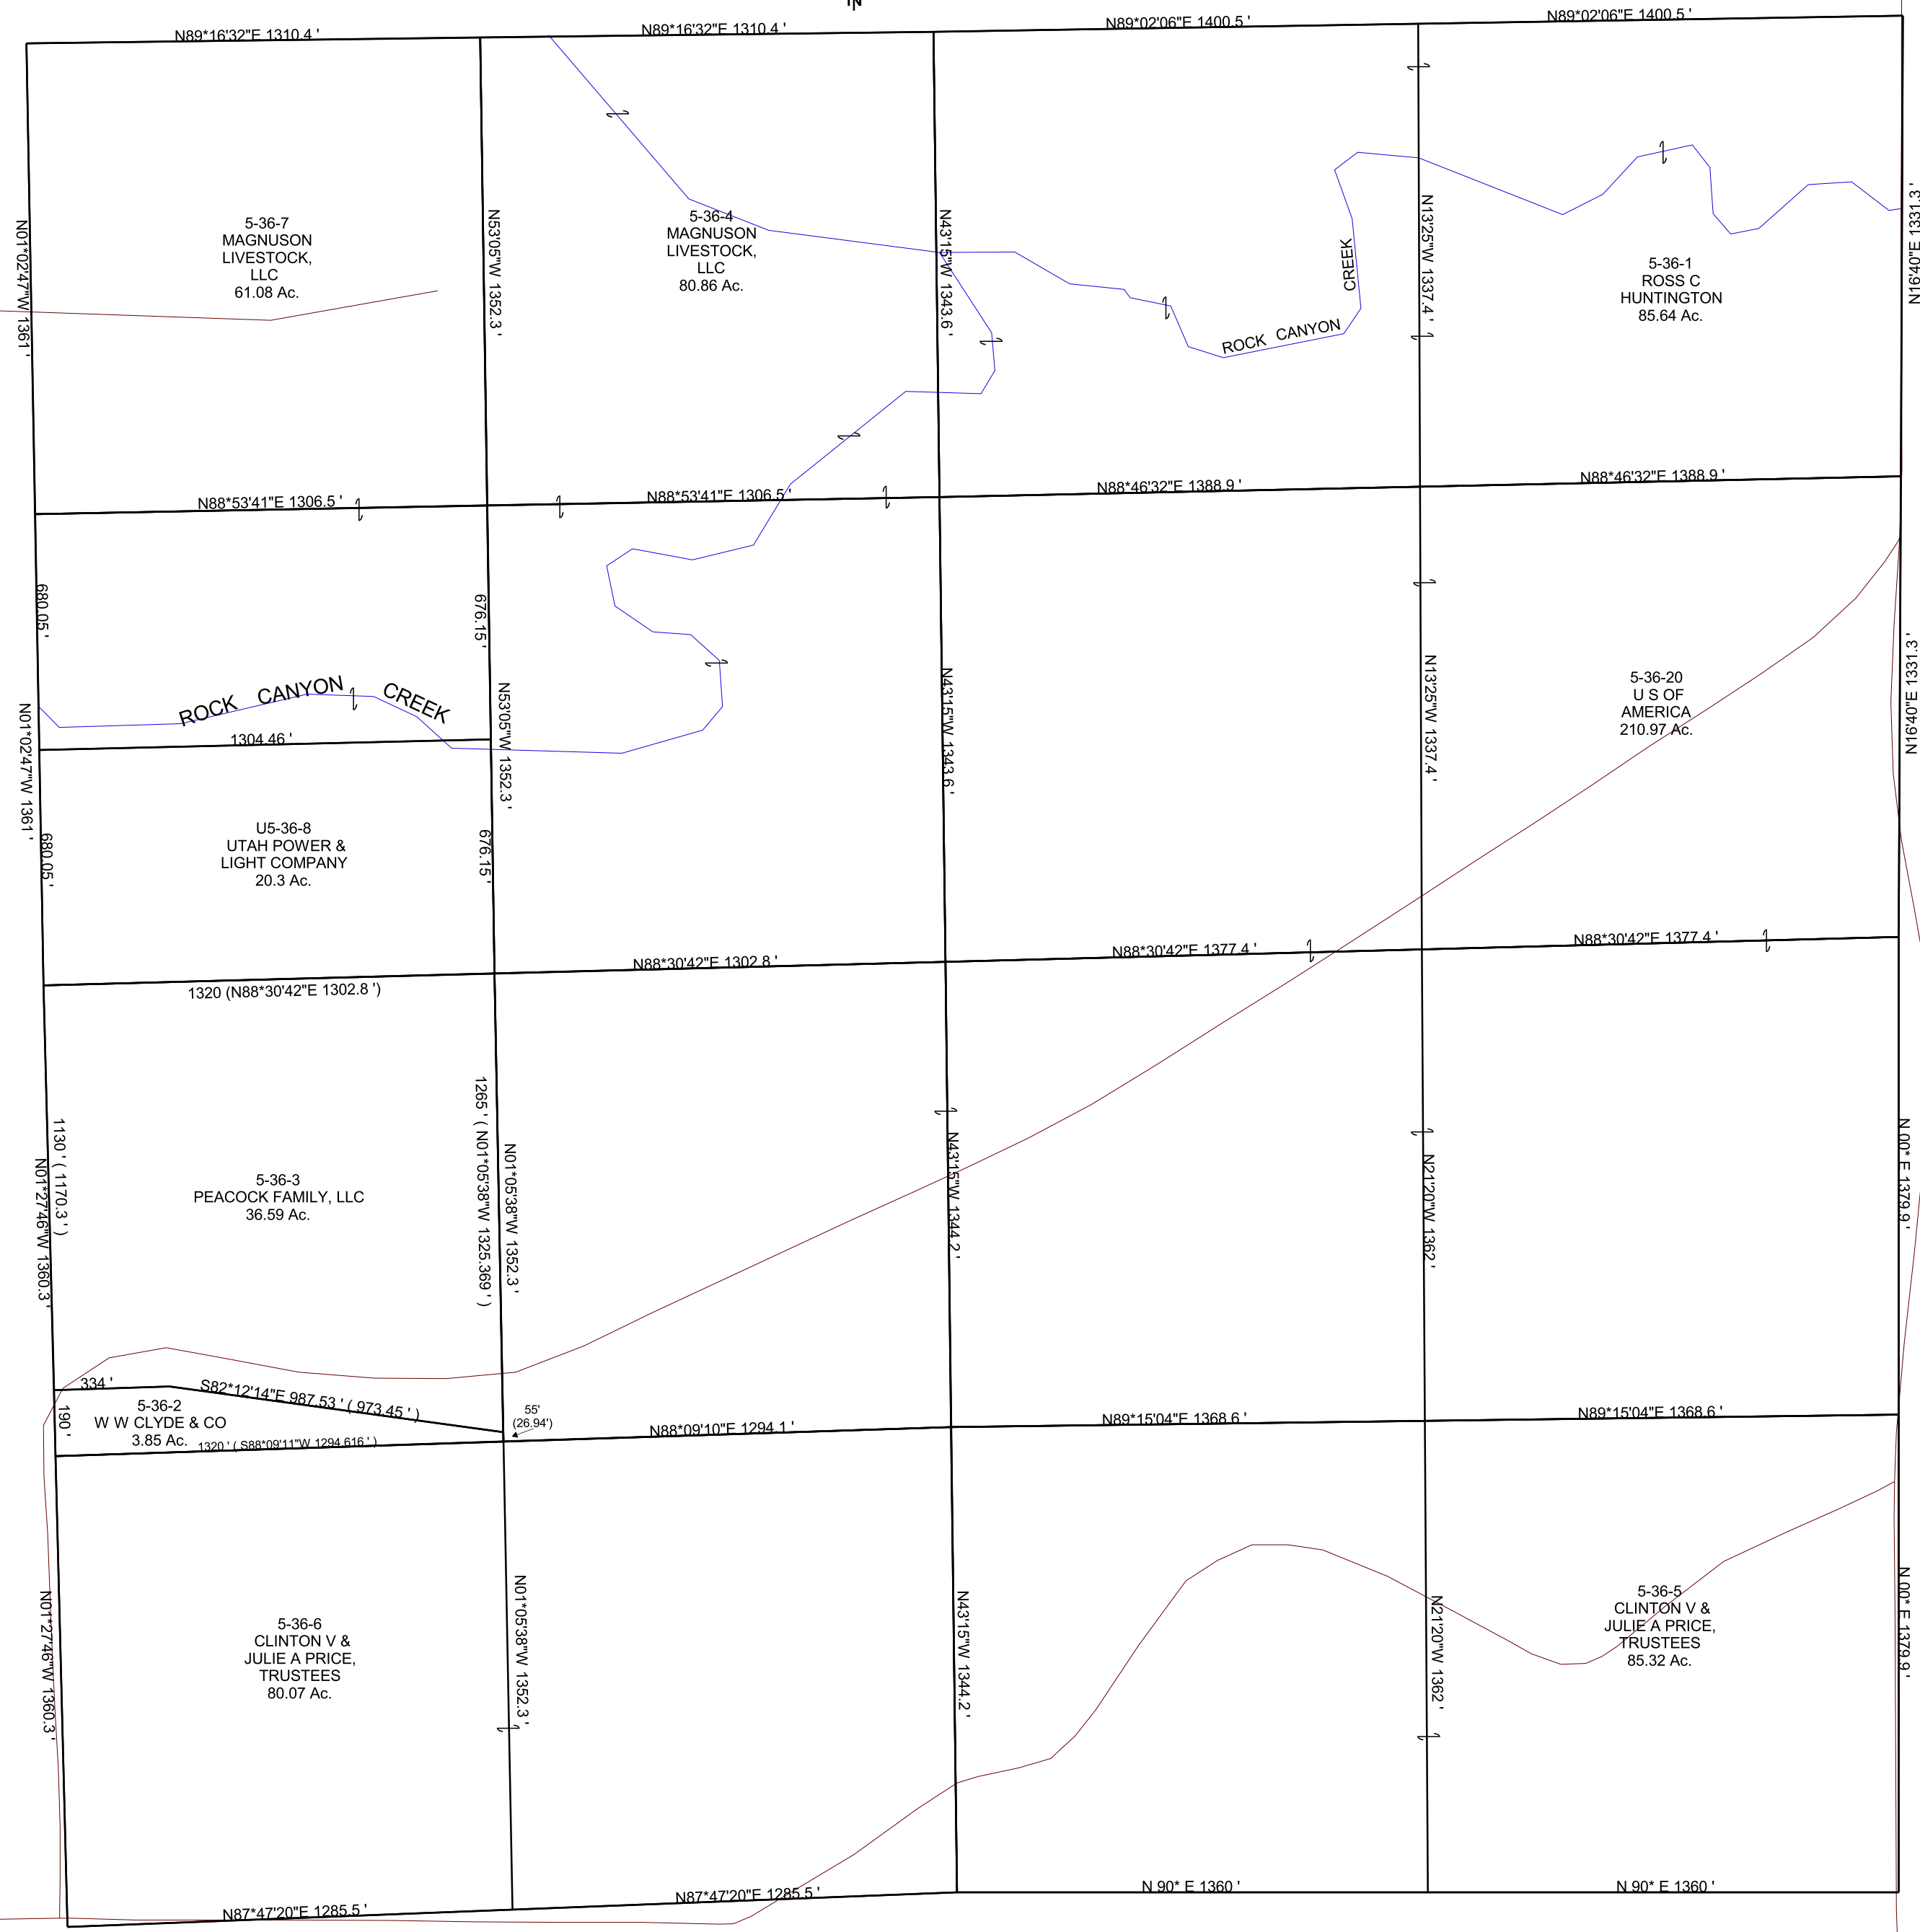 N
N89*16'32"E 1310.4 '
N89*16'32"E 1310.4 '
N89*02'06"E 1400.5 '
N89*02'06"E 1400.5 '
N01*02'47"W 1361 '
5-36-7
MAGNUSON
LIVESTOCK,
LLC
61.08 Ac.
N53'05"W 1352.3 '
5-36-4
MAGNUSON
LIVESTOCK,
LLC
80.86 Ac.
N43'15"W 1343.6 '
ROCK CANYON
CREEK
N13'25"W 1337.4 '
5-36-1
ROSS C
HUNTINGTON
85.64 Ac.
N16'40"E 1331.3 '
N88*53'41"E 1306.5 '
N88*53'41"E 1306.5 '
N88*46'32"E 1388.9 '
N88*46'32"E 1388.9 '
680.05 '
676.15 '
ROCK CANYON CREEK
1304.46 '
N01*02'47"W 1361 '
N53'05"W 1352.3 '
N43'15"W 1343.6 '
N13'25"W 1337.4 '
5-36-20
U S OF
AMERICA
210.97 Ac.
N16'40"E 1331.3 '
U5-36-8
UTAH POWER &
LIGHT COMPANY
20.3 Ac.
680.05 '
676.15 '
1320 (N88*30'42"E 1302.8 ')
N88*30'42"E 1302.8 '
N88*30'42"E 1377.4 '
N88*30'42"E 1377.4 '
1130 ' ( 1170.3 ' )
N01*27'46"W 1360.3 '
5-36-3
PEACOCK FAMILY, LLC
36.59 Ac.
1265 ' ( N01*05'38"W 1325.369 ' )
N01*05'38"W 1352.3 '
N43'15"W 1344.2 '
N21'20"W 1362 '
N 00* E 1379.9 '
334 '
S82*12'14"E 987.53 ' ( 973.45 ' )
190 '
5-36-2
W W CLYDE & CO
3.85 Ac.
1320 ' ( S88*09'11"W 1294.616 ' )
55'
(26.94')
N88*09'10"E 1294.1 '
N89*15'04"E 1368.6 '
N89*15'04"E 1368.6 '
N01*27'46"W 1360.3 '
5-36-6
CLINTON V &
JULIE A PRICE,
TRUSTEES
80.07 Ac.
N01*05'38"W 1352.3 '
N43'15"W 1344.2 '
N21'20"W 1362 '
5-36-5
CLINTON V &
JULIE A PRICE,
TRUSTEES
85.32 Ac.
N 00* E 1379.9 '
N87*47'20"E 1285.5 '
N87*47'20"E 1285.5 '
N 90* E 1360 '
N 90* E 1360 '